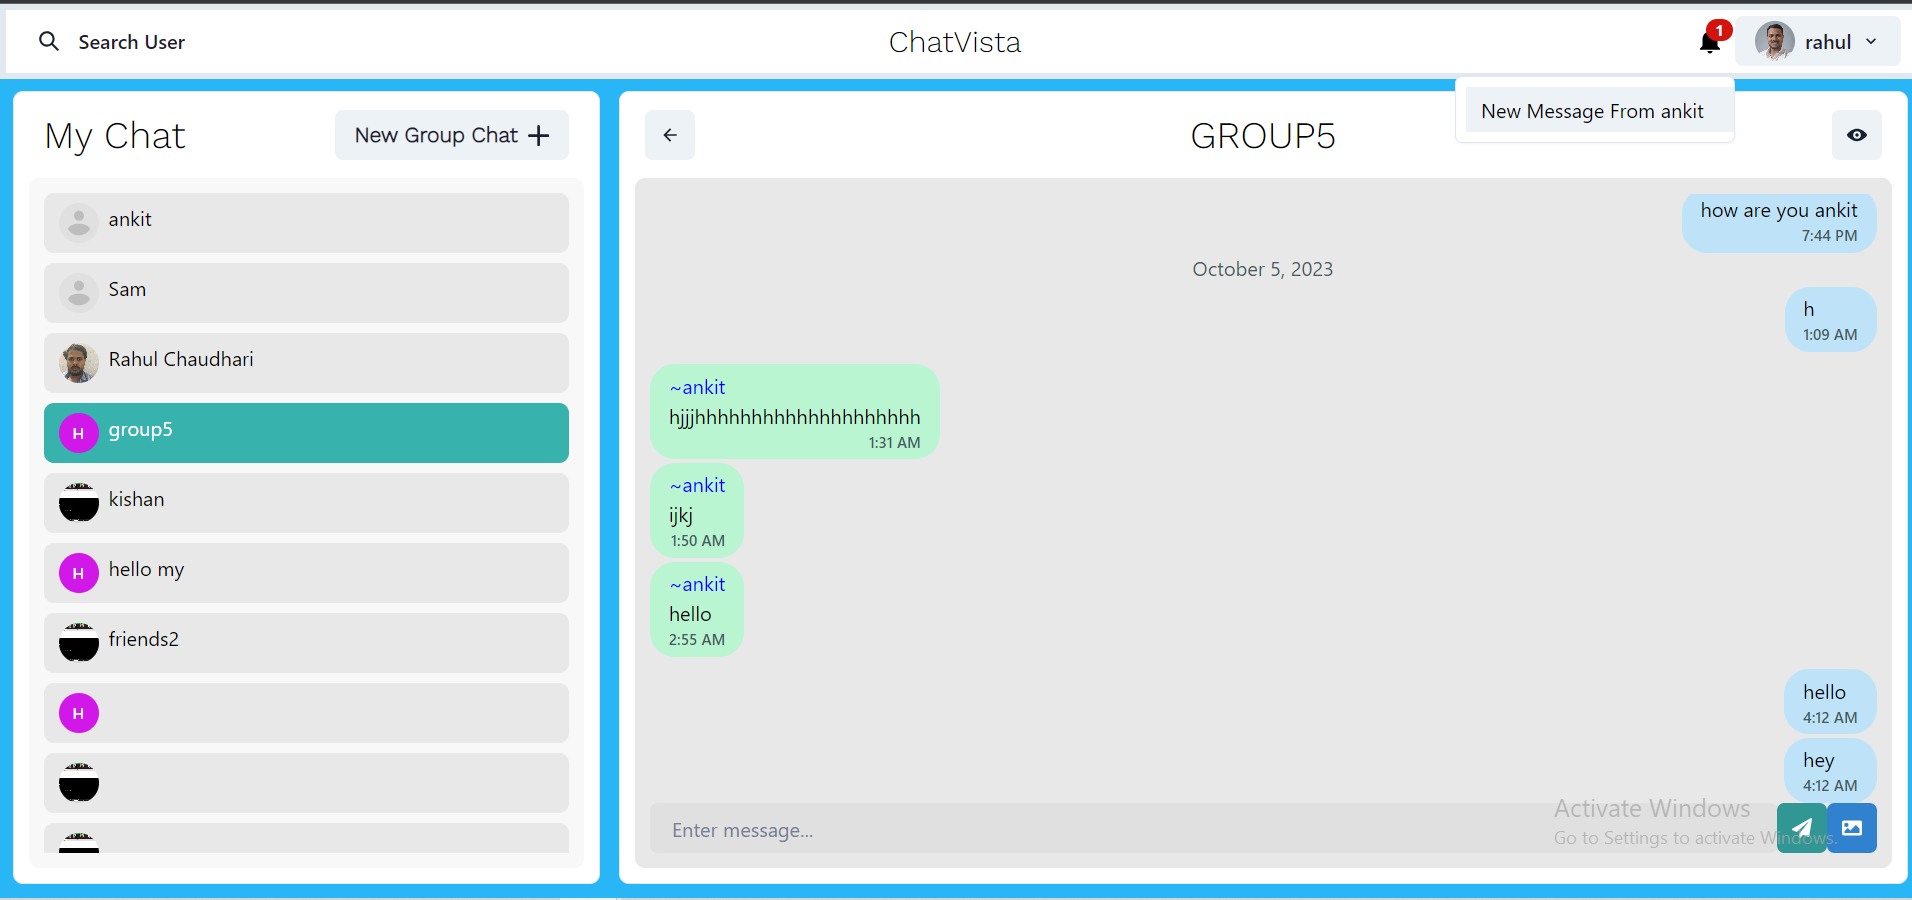 Search User
ChatVista
1
rahul
New Message From ankit
My Chat
New Group Chat
ankit
Sam
Rahul Chaudhari
H
group5
kishan
H
hello my
friends2
H
GROUP5
how are you ankit
7:44 PM
October 5, 2023
h
1:09 AM
~ankit
hjjjhhhhhhhhhhhhhhhhhhhh
1:31 AM
~ankit
ijkj
1:50 AM
~ankit
hello
2:55 AM
hello
4:12 AM
hey
4:12 AM
Enter message...
Activate Windows
Go to Settings to activate Windows.